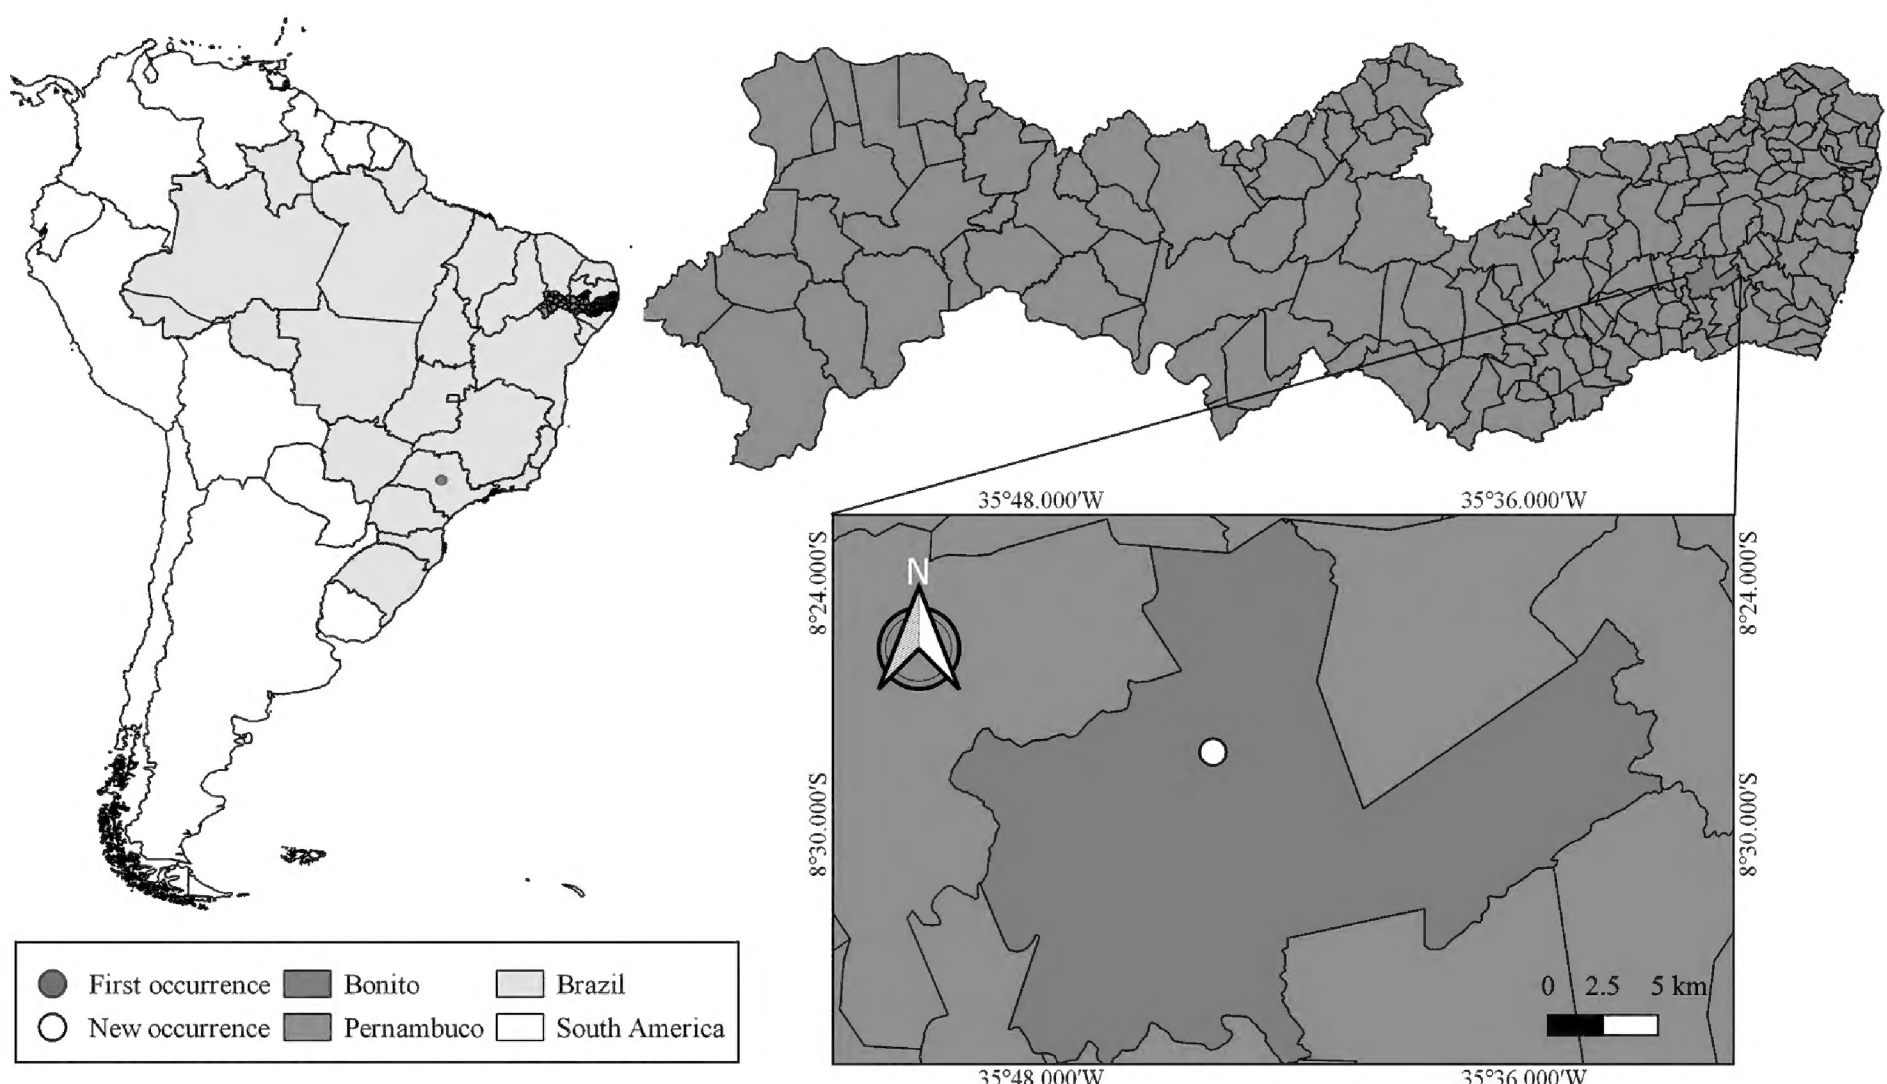 35°48.000'W 35°36.000'W
8°24.000'S
8°24.000'S
N
8°30.000'S
8°30.000'S
0 2.5 5 km
35°48.000'W 35°36.000'W
First occurrence Bonito Brazil
New occurrence Pernambuco South America